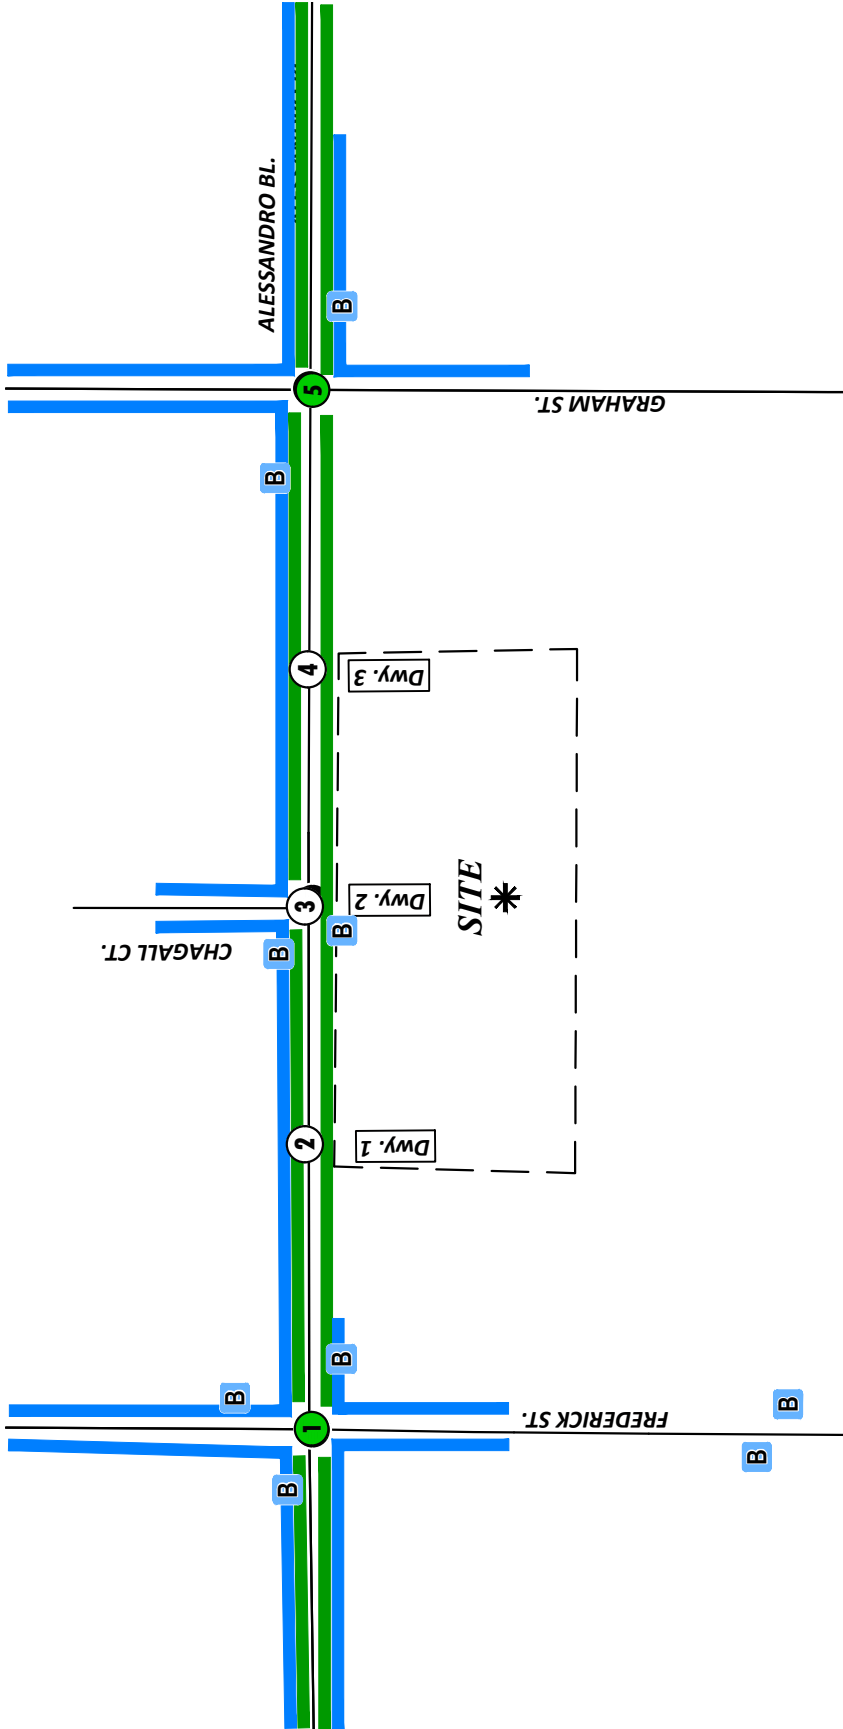 ALESSANDRO BL.
B
5
GRAHAM ST.
B
4
Dwy. 3
3
Dwy. 2
SITE
B
CHAGALL CT.
B
2
Dwy. 1
B
B
1
FREDERICK ST.
B
B
B